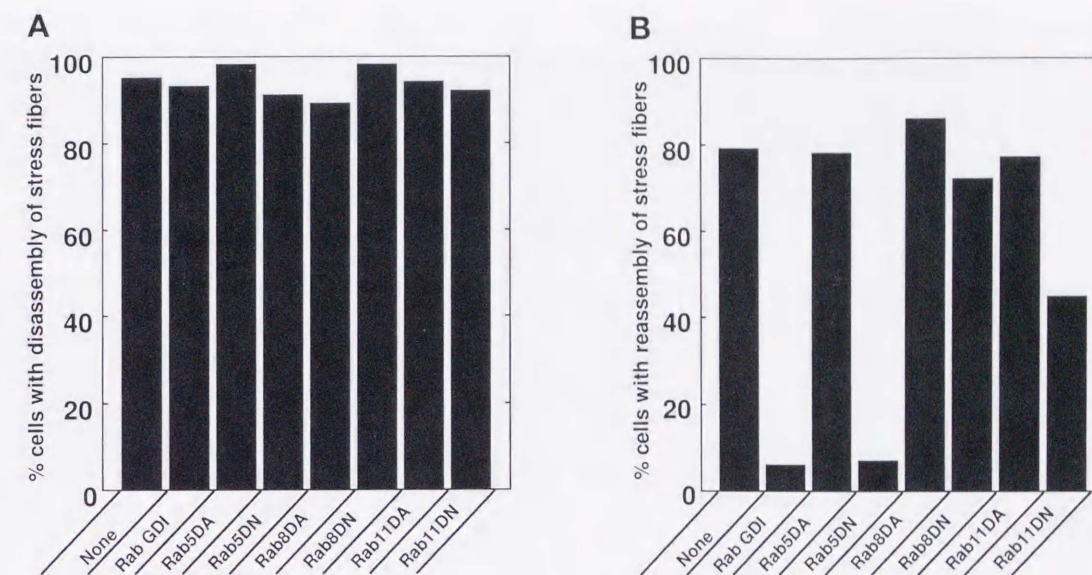 A
% cells with disassembly of stress fibers
100
80
60
40
20
0
None
Rab GDI
Rab5DA
Rab5DN
Rab8DA
Rab8DN
Rab11DA
Rab11DN
B
% cells with reassembly of stress fibers
100
80
60
40
20
0
None
Rab GDI
Rab5DA
Rab5DN
Rab8DA
Rab8DN
Rab11DA
Rab11DN